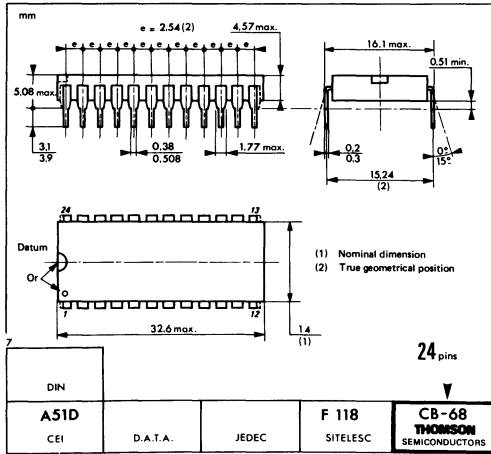 mm
e = 2.54 (2)
4,57 max.
e e e e e e e e e e e
16.1 max.
0,51 min.
5,08 max.
3,1
3,9
0,38
0,508
1.77 max.
0,2
0,3
0°
15°
15,24
(2)
24 13
Datum
Or
1 12
(1) Nominal dimension
(2) True geometrical position
32.6 max.
14
(1)
7
24 pins
DIN
A51D
CEI
D.A.T.A.
JEDEC
F 118
SITELESC
CB-68
THOMSON
SEMICONDUCTORS